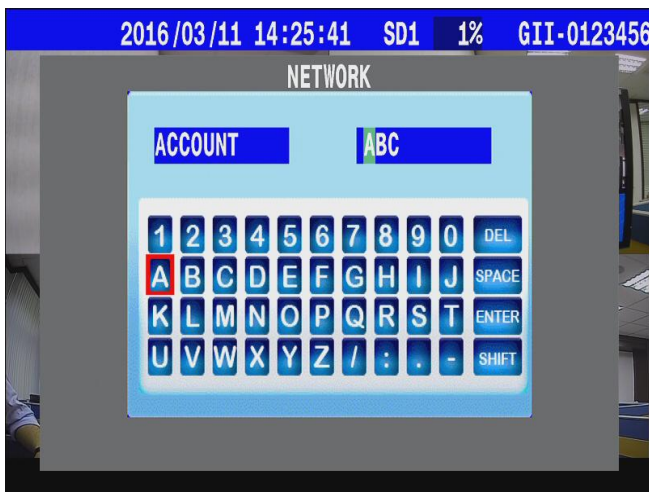 2016/03/11 14:25:41 SD1 1% GII-0123456
NETWORK
ACCOUNT ABC
1 2 3 4 5 6 7 8 9 0 DEL
A B C D E F G H I J SPACE
K L M N O P Q R S T ENTER
U V W X Y Z / : . - SHIFT